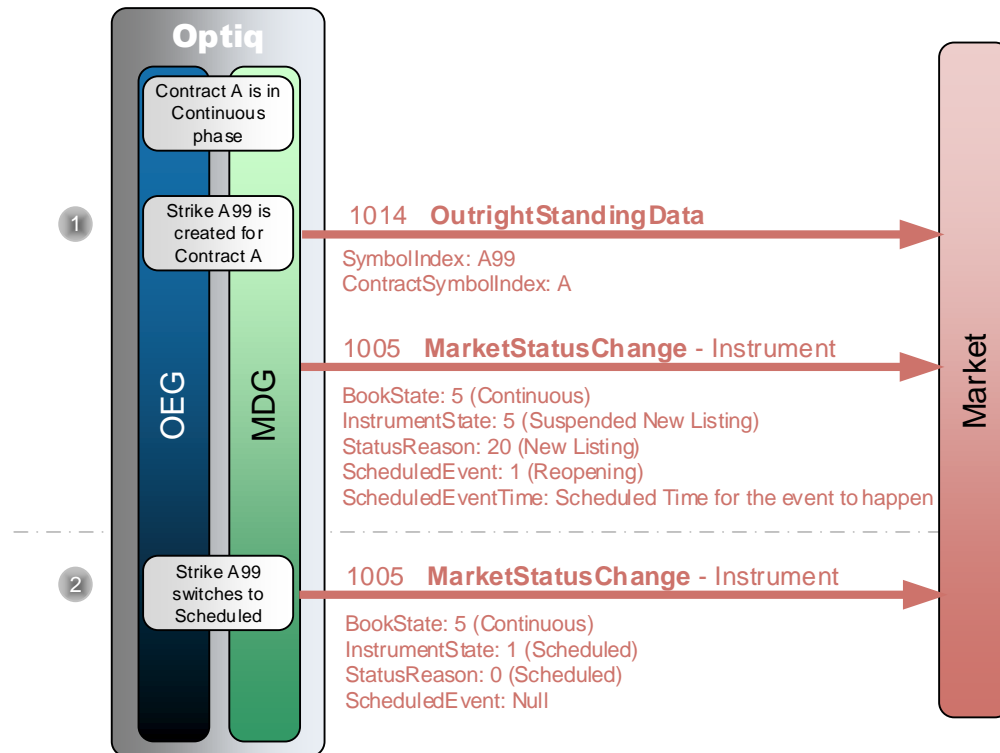 Optiq
Contract A is in
Continuous
phase
1
Strike A99 is
created for
Contract A
1014 OutrightStandingData
SymbolIndex: A99
ContractSymbolIndex: A
1005 MarketStatusChange - Instrument
BookState: 5 (Continuous)
InstrumentState: 5 (Suspended New Listing)
StatusReason: 20 (New Listing)
ScheduledEvent: 1 (Reopening)
ScheduledEventTime: Scheduled Time for the event to happen
OEG
MDG
Market
2
Strike A99
switches to
Scheduled
1005 MarketStatusChange - Instrument
BookState: 5 (Continuous)
InstrumentState: 1 (Scheduled)
StatusReason: 0 (Scheduled)
ScheduledEvent: Null